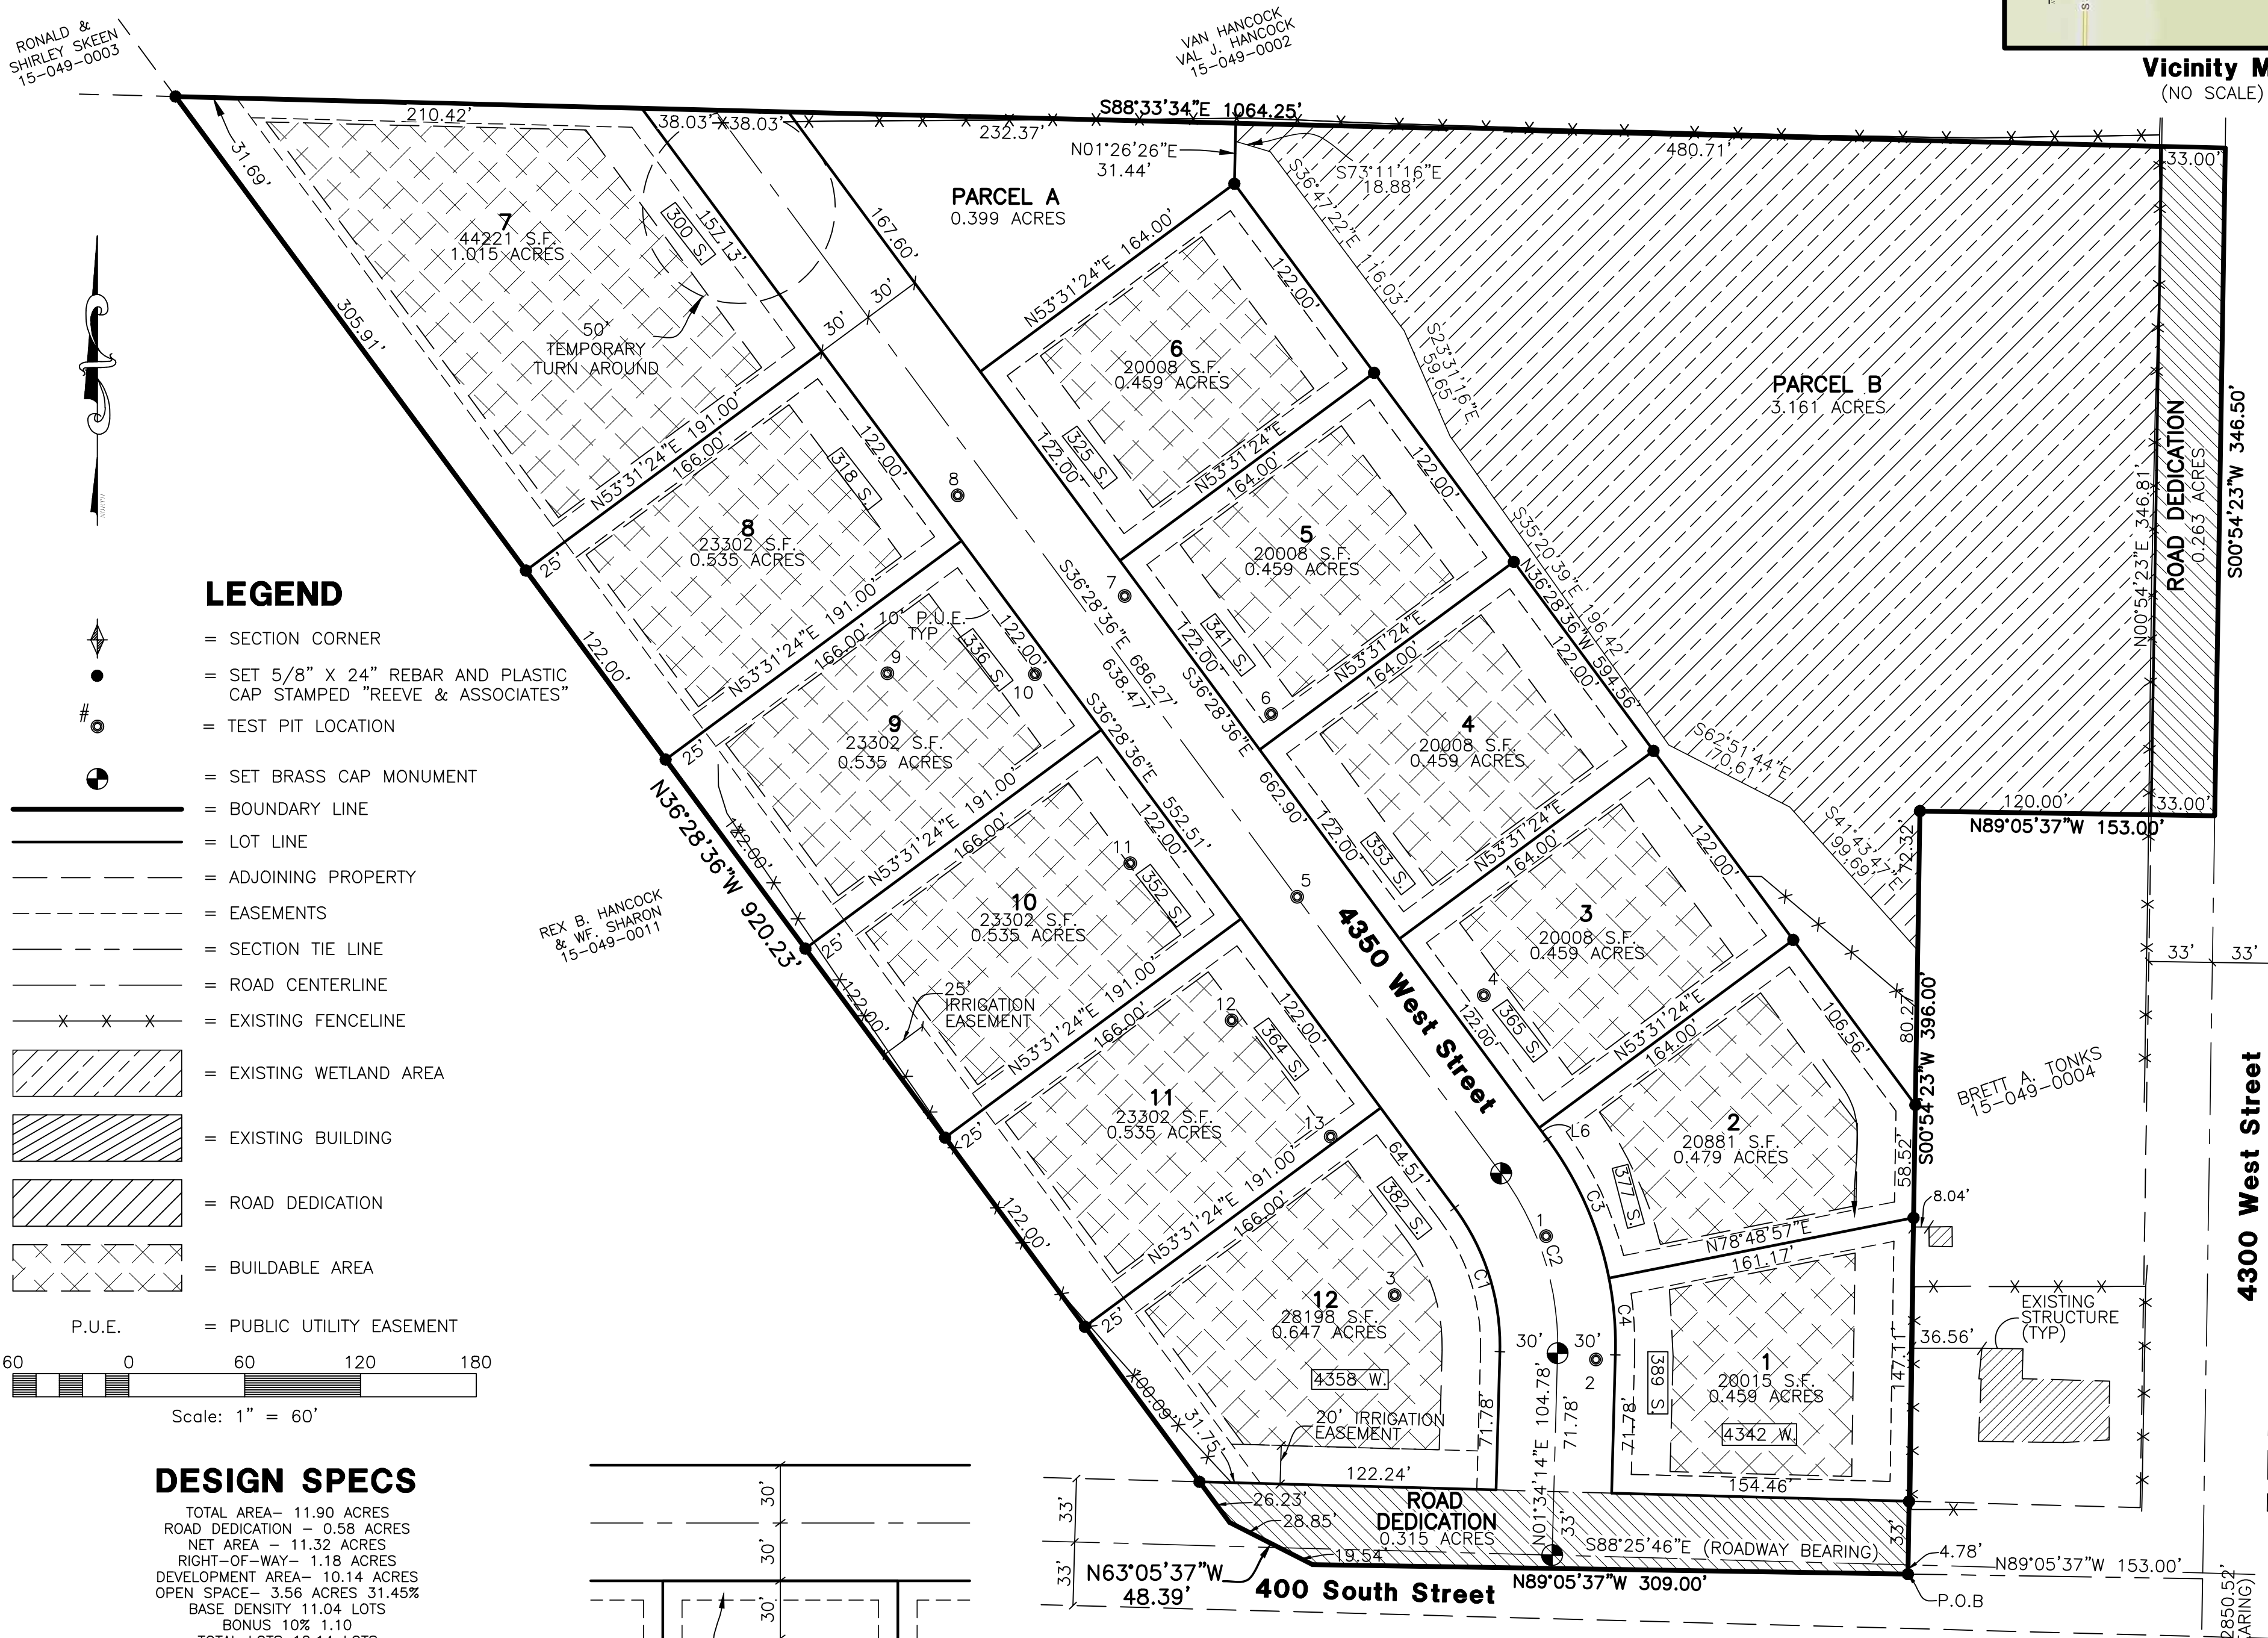 RONALD &
SHIRLEY SKEEN
15-049-0003
VAN HANCOCK
VAL J. HANCOCK
15-049-0002
Vicinity M
(NO SCALE)
S88°33'34"E 1064.25'
210.42'
38.03'
38.03'
232.37'
480.71'
33.00'
31.69'
305.91'
7
44221 S.F.
1.015 ACRES
300 S.
157.13'
50'
TEMPORARY
TURN AROUND
167.60'
30'
30'
PARCEL A
0.399 ACRES
N01°26'26"E
31.44'
S73°11'16"E
18.88'
S36°47'22"E 116.03'
S23°31'16"E
59.65'
S35°20'39"E 196.42'
S62°51'44"E
70.61'
S41°43'47"E
99.69'
PARCEL B
3.161 ACRES
ROAD DEDICATION
0.263 ACRES
N00°54'23"E 346.81'
S00°54'23"W 346.50'
120.00'
33.00'
N89°05'37"W 153.00'
72.32'
80.27'
S00°54'23"W 396.00'
58.52'
8.04'
33'
33'
BRETT A. TONKS
15-049-0004
4300 West Street
N53°31'24"E 164.00'
6
20008 S.F.
0.459 ACRES
122.00'
122.00'
325 S.
N53°31'24"E
164.00'
5
20008 S.F.
0.459 ACRES
122.00'
122.00'
341 S.
N53°31'24"E
164.00'
4
20008 S.F.
0.459 ACRES
N36°28'36"W 594.56'
122.00'
122.00'
353 S.
N53°31'24"E
164.00'
3
20008 S.F.
0.459 ACRES
122.00'
122.00'
365 S.
N53°31'24"E
164.00'
2
20881 S.F.
0.479 ACRES
106.56'
377 S.
L6
C3
N78°48'57"E
161.17'
1
20015 S.F.
0.459 ACRES
4342 W.
389 S.
C4
71.78'
147.11'
154.46'
36.56'
EXISTING
STRUCTURE
(TYP)
N53°31'24"E 191.00'
166.00'
8
23302 S.F.
0.535 ACRES
318 S.
122.00'
25'
122.00'
N53°31'24"E 191.00'
166.00'
10' P.U.E.
TYP
9
23302 S.F.
0.535 ACRES
336 S.
122.00'
25'
122.00'
N36°28'36"W 920.23'
N53°31'24"E 191.00'
166.00'
10
23302 S.F.
0.535 ACRES
352 S.
122.00'
25'
122.00'
25'
IRRIGATION
EASEMENT
N53°31'24"E 191.00'
166.00'
11
23302 S.F.
0.535 ACRES
364 S.
122.00'
25'
122.00'
N53°31'24"E 191.00'
166.00'
12
28198 S.F.
0.647 ACRES
4358 W.
382 S.
64.51'
C1
25'
100.09'
31.75'
20' IRRIGATION
EASEMENT
71.78'
122.24'
8
7
9
10
6
11
5
12
4
13
1
3
2
S36°28'36"E 686.27'
638.47'
S36°28'36"E 662.90'
S36°28'36"E 552.51'
4350 West Street
C2
30'
30'
N01°34'14"E 104.78'
71.78'
33'
REX B. HANCOCK
& WF. SHARON
15-049-0011
26.23'
28.85'
19.54'
ROAD
DEDICATION
0.315 ACRES
S88°25'46"E (ROADWAY BEARING)
33'
4.78'
N89°05'37"W 153.00'
P.O.B
N63°05'37"W
48.39'
400 South Street
N89°05'37"W 309.00'
33'
33'
2850.52'
LEGEND
= SECTION CORNER
= SET 5/8" X 24" REBAR AND PLASTIC
CAP STAMPED "REEVE & ASSOCIATES"
#
= TEST PIT LOCATION
= SET BRASS CAP MONUMENT
= BOUNDARY LINE
= LOT LINE
= ADJOINING PROPERTY
= EASEMENTS
= SECTION TIE LINE
= ROAD CENTERLINE
= EXISTING FENCELINE
= EXISTING WETLAND AREA
= EXISTING BUILDING
= ROAD DEDICATION
= BUILDABLE AREA
P.U.E. = PUBLIC UTILITY EASEMENT
60 0 60 120 180
Scale: 1" = 60'
DESIGN SPECS
TOTAL AREA- 11.90 ACRES
ROAD DEDICATION - 0.58 ACRES
NET AREA - 11.32 ACRES
RIGHT-OF-WAY- 1.18 ACRES
DEVELOPMENT AREA- 10.14 ACRES
OPEN SPACE- 3.56 ACRES 31.45%
BASE DENSITY 11.04 LOTS
BONUS 10% 1.10
30'
30'
30'